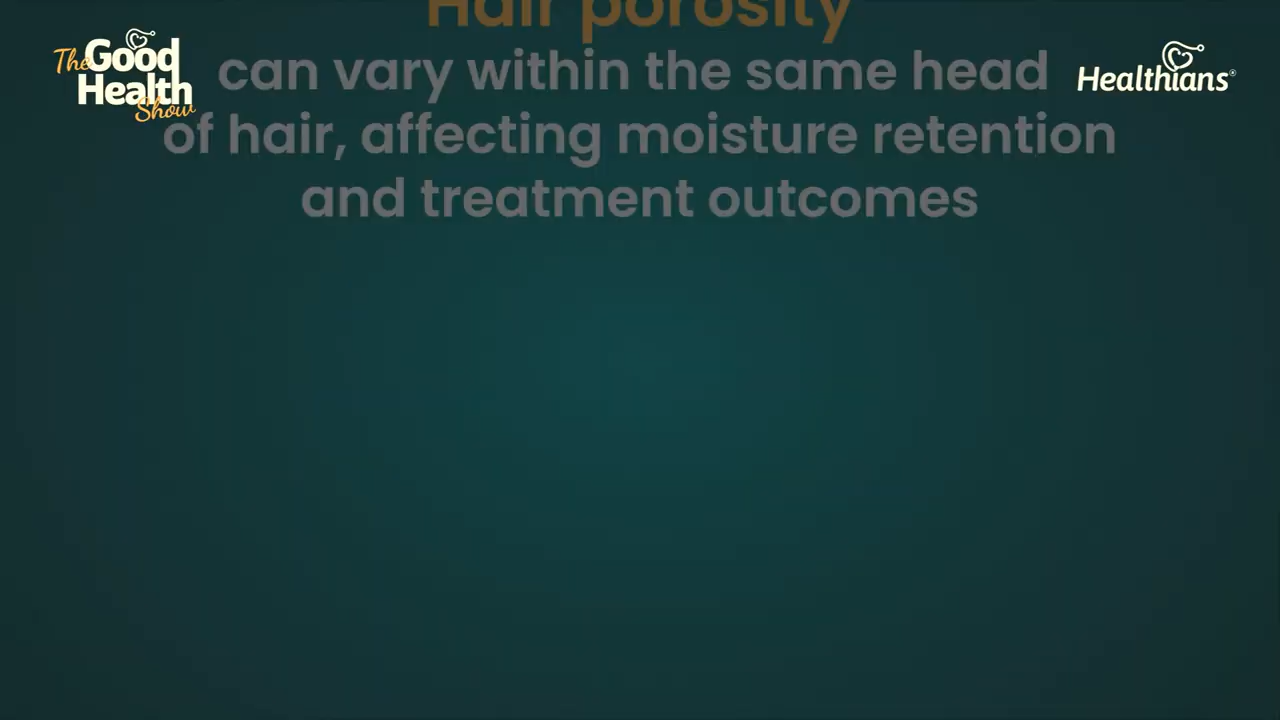 Hair porosity
The Good
Health
Show
can vary within the same head
Healthians®
of hair, affecting moisture retention
and treatment outcomes